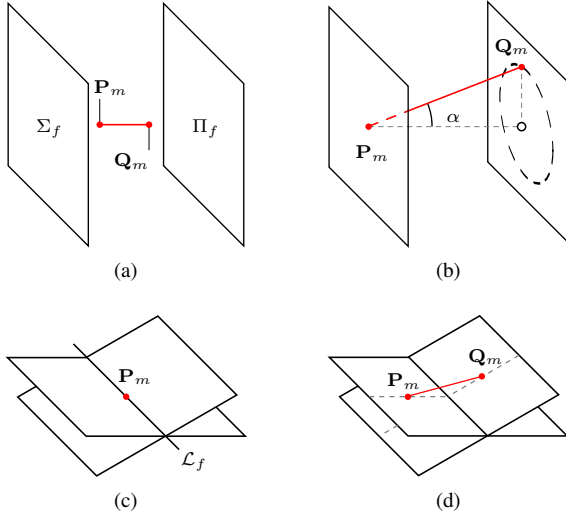 P_m
Σ_f
Π_f
Q_m
(a)
Q_m
α
P_m
(b)
P_m
ℒ_f
(c)
Q_m
P_m
(d)